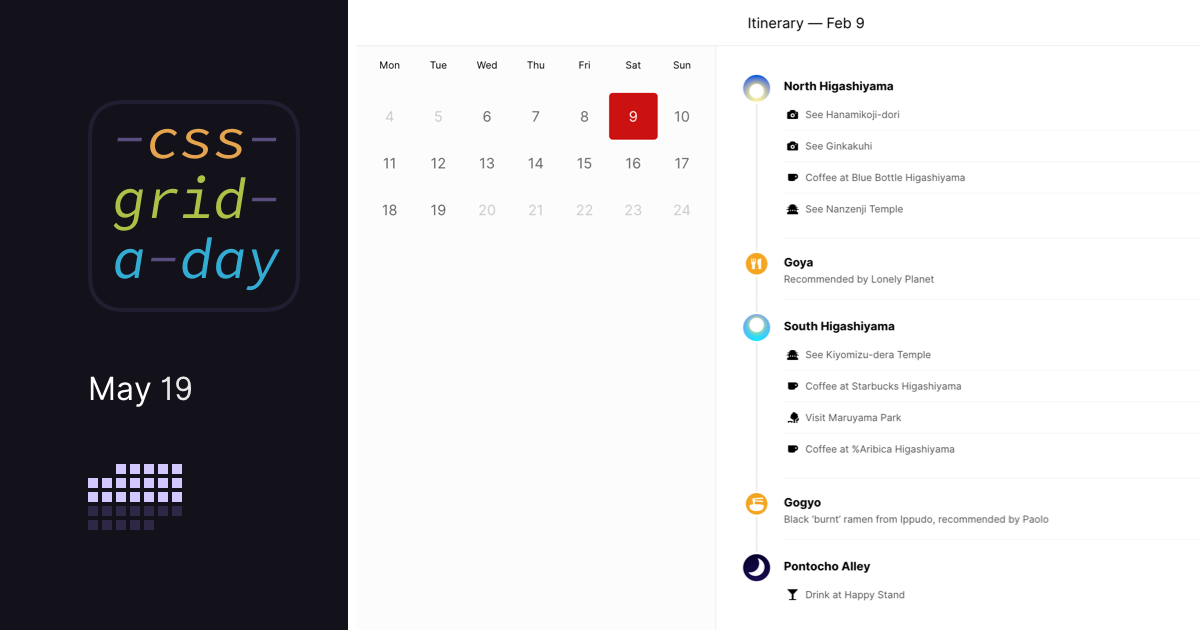 -css-
grid-
a-day
May 19
Itinerary — Feb 9
Mon Tue Wed Thu Fri Sat Sun
4 5 6 7 8 9 10
11 12 13 14 15 16 17
18 19 20 21 22 23 24
North Higashiyama
See Hanamikoji-dori
See Ginkakuhi
Coffee at Blue Bottle Higashiyama
See Nanzenji Temple
Goya
Recommended by Lonely Planet
South Higashiyama
See Kiyomizu-dera Temple
Coffee at Starbucks Higashiyama
Visit Maruyama Park
Coffee at %Aribica Higashiyama
Gogyo
Black ‘burnt’ ramen from Ippudo, recommended by Paolo
Pontocho Alley
Drink at Happy Stand